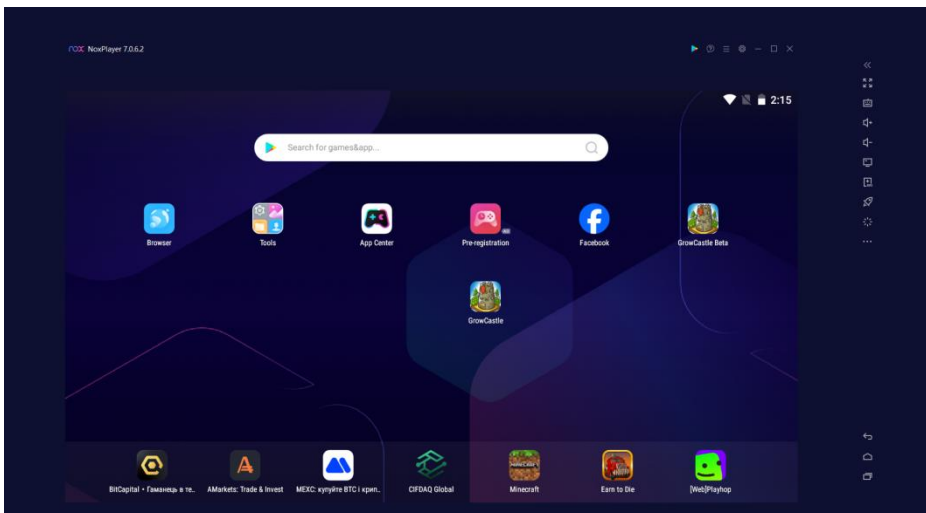 nox NoxPlayer 7.0.6.2
2:15
Search for games&app...
Browser
Tools
App Center
Pre-registration
Facebook
GrowCastle Beta
GrowCastle
BitCapital • Гаманець в те..
AMarkets: Trade & Invest
MEXC: купуйте BTC і крип..
CIFDAQ Global
Minecraft
Earn to Die
[Web]Playhop